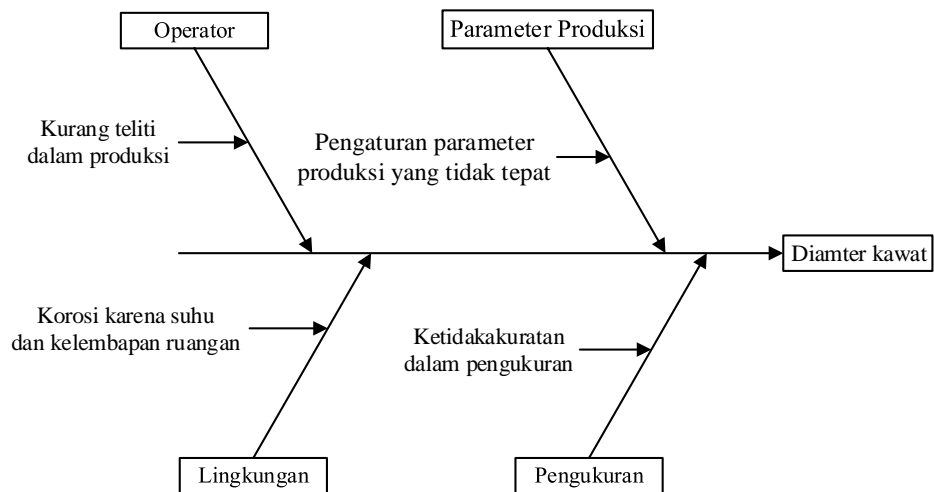 Operator
Parameter Produksi
Kurang teliti
dalam produksi
Pengaturan parameter
produksi yang tidak tepat
Diamter kawat
Korosi karena suhu
dan kelembapan ruangan
Ketidakakuratan
dalam pengukuran
Lingkungan
Pengukuran